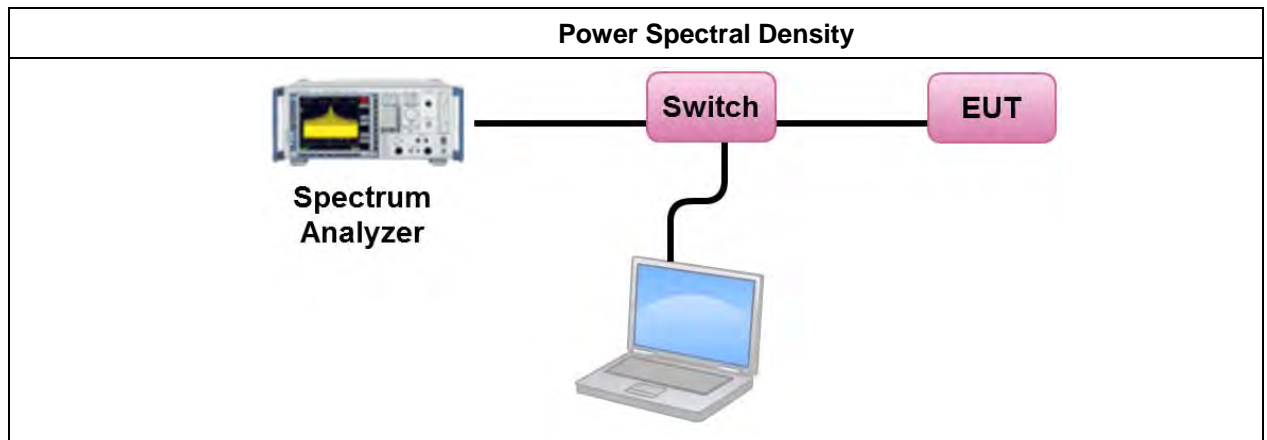 Power Spectral Density
Switch
EUT
Spectrum
Analyzer